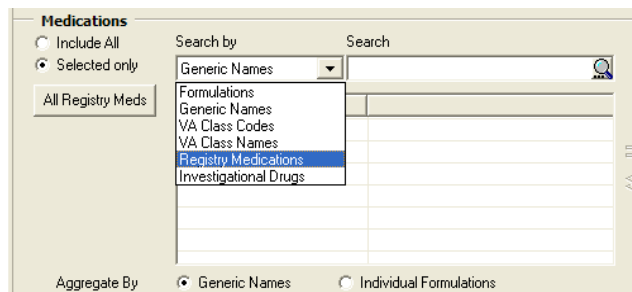 Medications
Include All
Search by
Search
Selected only
Generic Names
All Registry Meds
Formulations
Generic Names
VA Class Codes
VA Class Names
Registry Medications
Investigational Drugs
Aggregate By
Generic Names
Individual Formulations